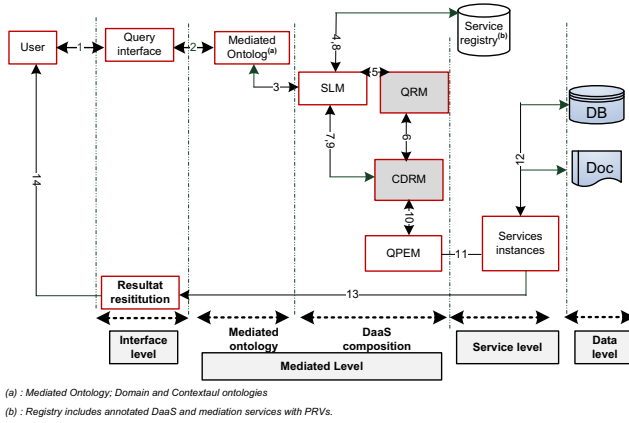 User
1
Query
interface
2
Mediated
Ontolog(a)
3
4,8
Service
registry(b)
SLM
5
QRM
6
7,9
CDRM
10
QPEM
11
Services
instances
12
DB
Doc
14
Resultat
resititution
13
Interface
level
Mediated
ontology
DaaS
composition
Mediated Level
Service level
Data
level
(a) : Mediated Ontology; Domain and Contextaul ontologies
(b) : Registry includes annotated DaaS and mediation services with PRVs.